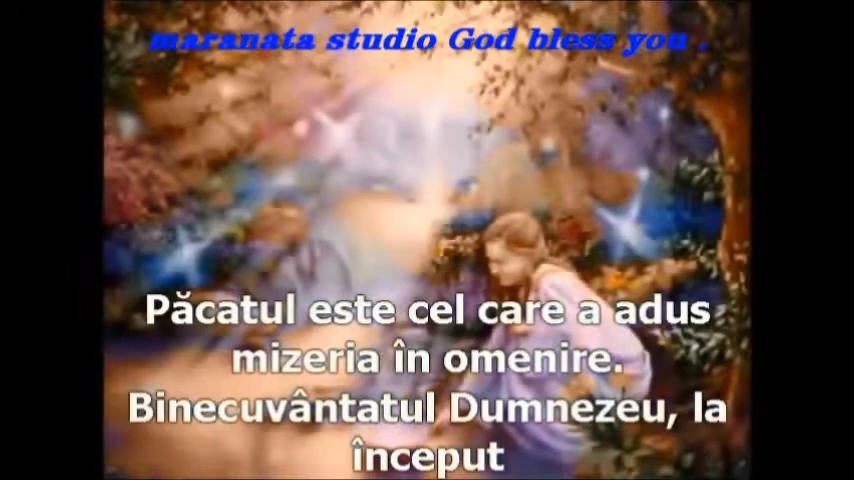 maranata studio God bless you .
Păcatul este cel care a adus
mizeria în omenire.
Binecuvântatul Dumnezeu, la
început